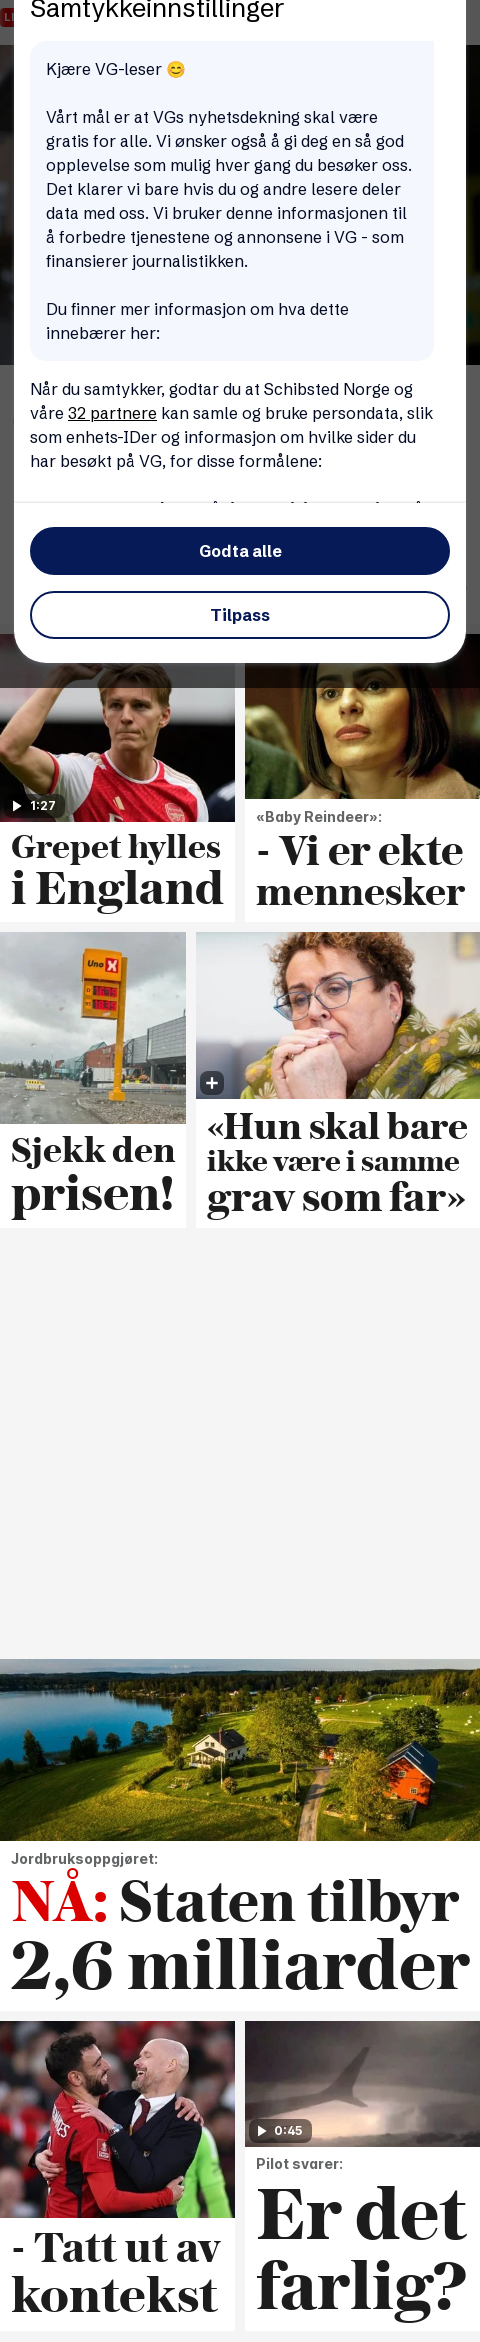 Samtykkeinnstillinger
Kjære VG-leser 😊
Vårt mål er at VGs nyhetsdekning skal være
gratis for alle. Vi ønsker også å gi deg en så god
opplevelse som mulig hver gang du besøker oss.
Det klarer vi bare hvis du og andre lesere deler
data med oss. Vi bruker denne informasjonen til
å forbedre tjenestene og annonsene i VG - som
finansierer journalistikken.
Du finner mer informasjon om hva dette
innebærer her:
Når du samtykker, godtar du at Schibsted Norge og
våre 32 partnere kan samle og bruke persondata, slik
som enhets-IDer og informasjon om hvilke sider du
har besøkt på VG, for disse formålene:
Godta alle
Tilpass
1:27
Grepet hylles
i England
«Baby Reindeer»:
- Vi er ekte
mennesker
Uno X
Sjekk den
prisen!
«Hun skal bare
ikke være i samme
grav som far»
Jordbruksoppgjøret:
NÅ: Staten tilbyr
2,6 milliarder
- Tatt ut av
kontekst
0:45
Pilot svarer:
Er det
farlig?